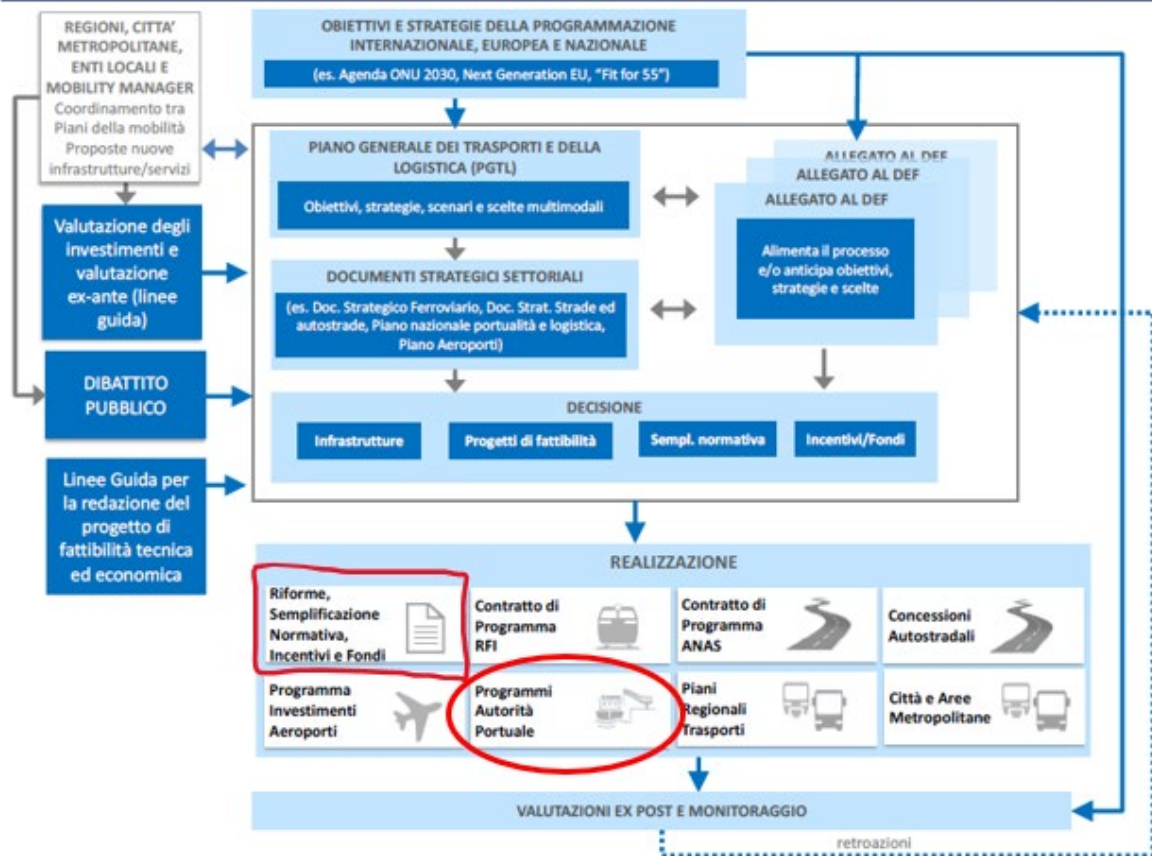 REGIONI, CITTA'
METROPOLITANE,
ENTI LOCALI E
MOBILITY MANAGER
Coordinamento tra
Piani della mobilità
Proposte nuove
infrastrutture/servizi
OBIETTIVI E STRATEGIE DELLA PROGRAMMAZIONE
INTERNAZIONALE, EUROPEA E NAZIONALE
(es. Agenda ONU 2030, Next Generation EU, "Fit for 55")
PIANO GENERALE DEI TRASPORTI E DELLA
LOGISTICA (PGTL)
Obiettivi, strategie, scenari e scelte multimodali
ALLEGATO AL DEF
ALLEGATO AL DEF
ALLEGATO AL DEF
Alimenta il processo
e/o anticipa obiettivi,
strategie e scelte
Valutazione degli
investimenti e
valutazione
ex-ante (linee
guida)
DOCUMENTI STRATEGICI SETTORIALI
(es. Doc. Strategico Ferroviario, Doc. Strat. Strade ed
autostrade, Piano nazionale portualità e logistica,
Piano Aeroporti)
DIBATTITO
PUBBLICO
DECISIONE
Infrastrutture
Progetti di fattibilità
Sempl. normativa
Incentivi/Fondi
Linee Guida per
la redazione del
progetto di
fattibilità tecnica
ed economica
REALIZZAZIONE
Riforme,
Semplificazione
Normativa,
Incentivi e Fondi
Contratto di
Programma
RFI
Contratto di
Programma
ANAS
Concessioni
Autostradali
Programma
Investimenti
Aeroporti
Programmi
Autorità
Portuale
Piani
Regionali
Trasporti
Città e Aree
Metropolitane
VALUTAZIONI EX POST E MONITORAGGIO
retroazioni